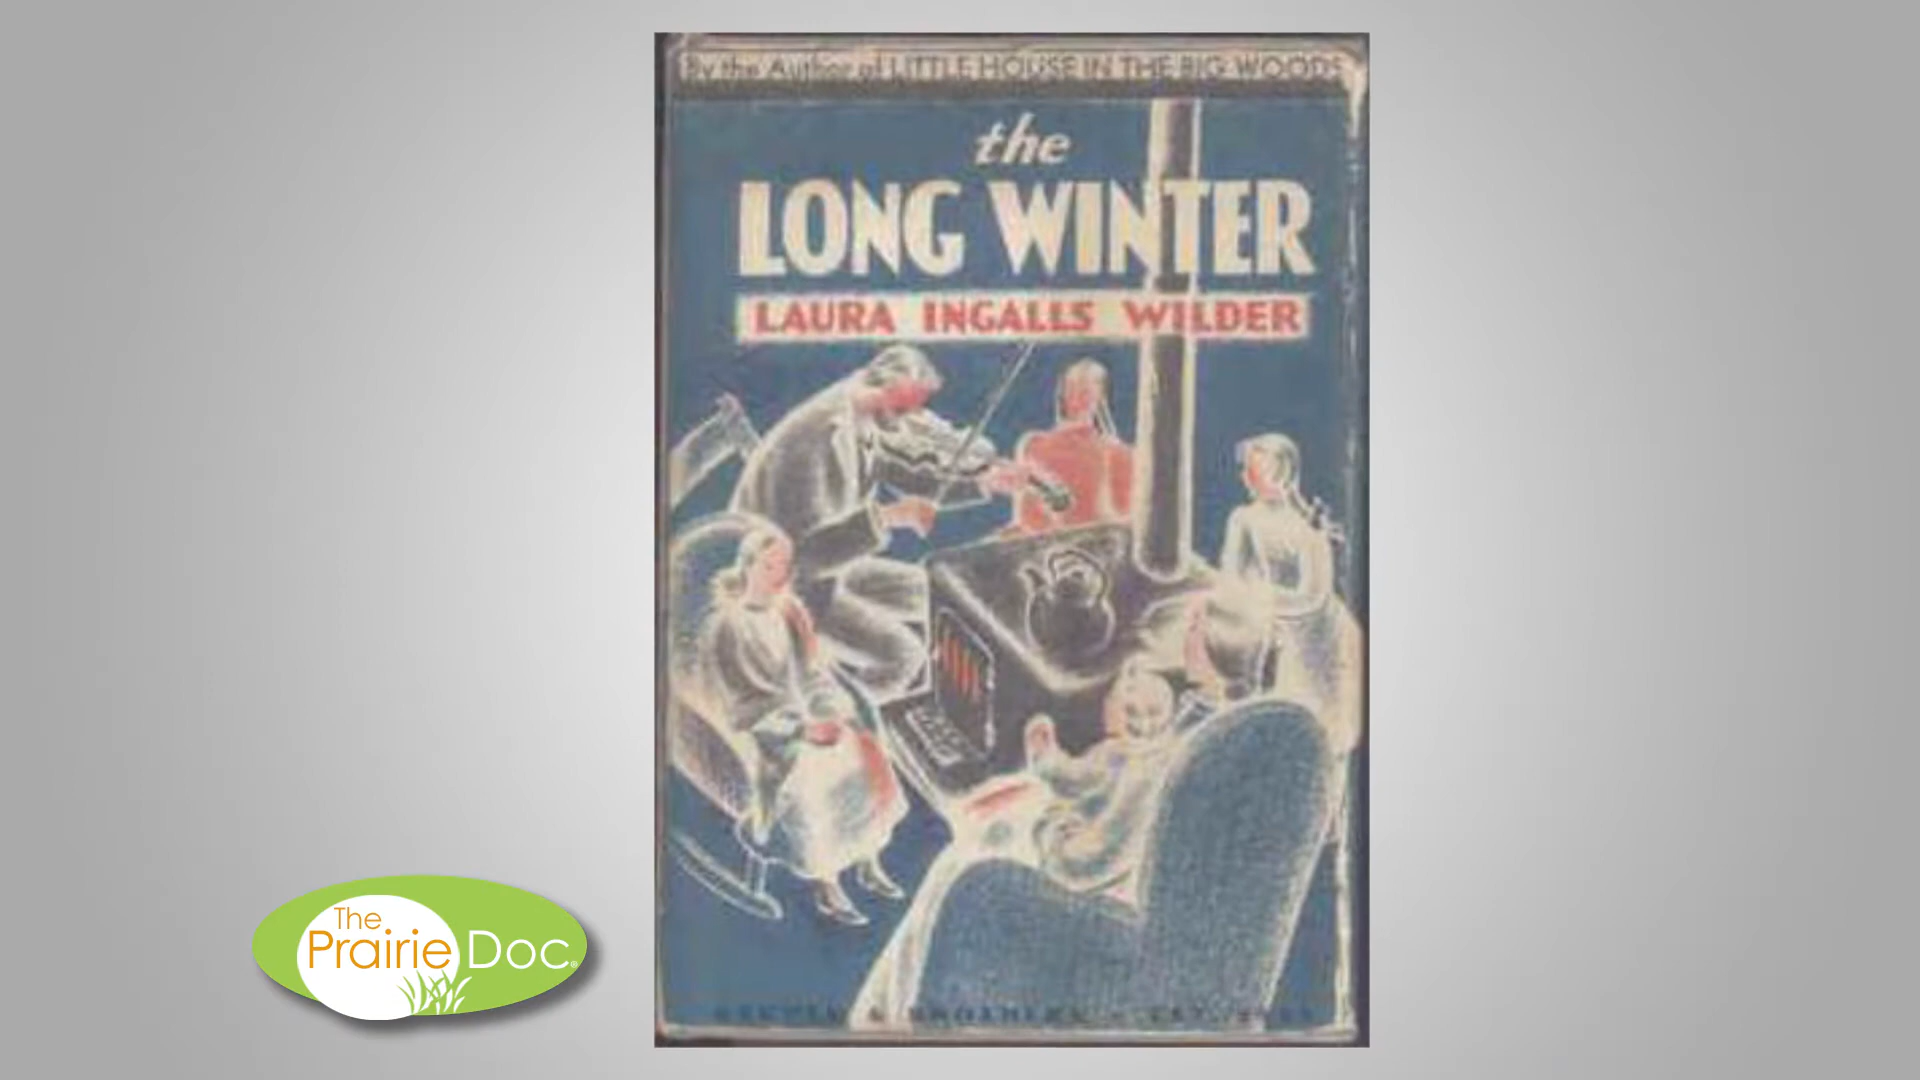 By the Author of LITTLE HOUSE IN THE BIG WOODS
the
LONG WINTER
LAURA INGALLS WILDER
& BROTHERS
The
Prairie Doc®